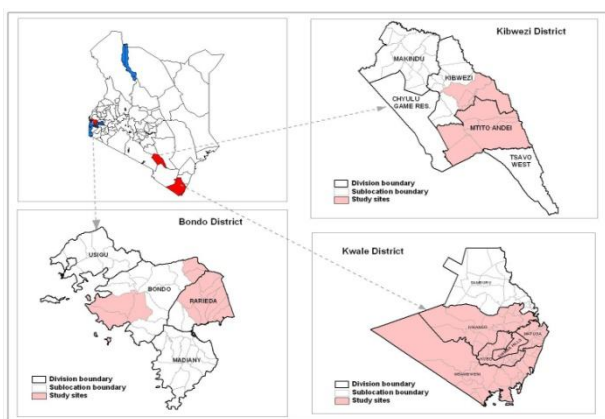 Kibwezi District
MAKINDU
KIBWEZI
CHYULU
GAME RES.
MTITO ANDEI
TSAVO
WEST
Division boundary
Sublocation boundary
Study sites
Bondo District
USIGU
BONDO
RARIEDA
MADIANY
Division boundary
Sublocation boundary
Study sites
Kwale District
Division boundary
Sublocation boundary
Study sites